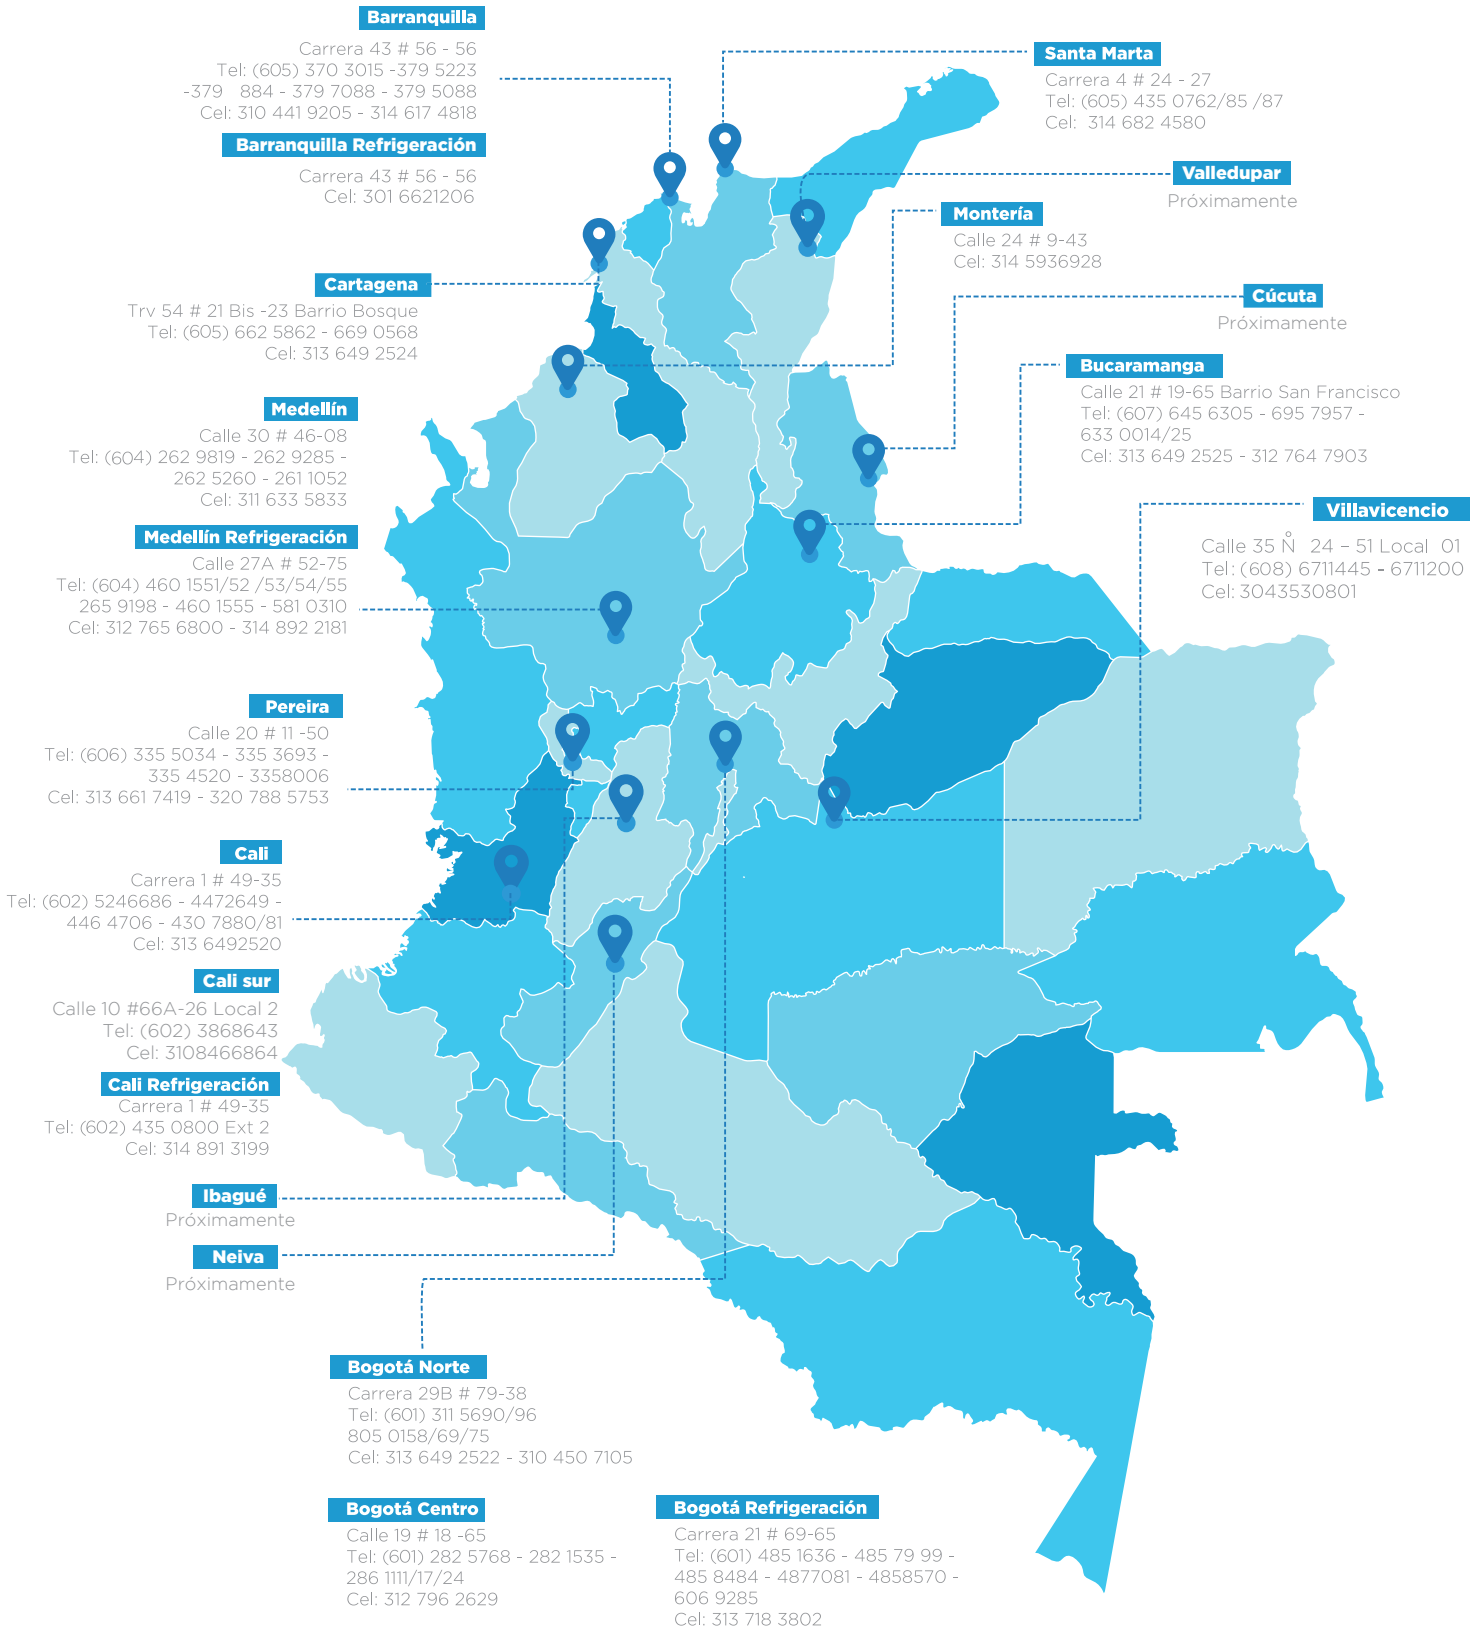 Barranquilla
Carrera 43 # 56 - 56
Tel: (605) 370 3015 -379 5223
-379 884 - 379 7088 - 379 5088
Cel: 310 441 9205 - 314 617 4818
Barranquilla Refrigeración
Carrera 43 # 56 - 56
Cel: 301 6621206
Cartagena
Trv 54 # 21 Bis -23 Barrio Bosque
Tel: (605) 662 5862 - 669 0568
Cel: 313 649 2524
Medellín
Calle 30 # 46-08
Tel: (604) 262 9819 - 262 9285 -
262 5260 - 261 1052
Cel: 311 633 5833
Medellín Refrigeración
Calle 27A # 52-75
Tel: (604) 460 1551/52 /53/54/55
265 9198 - 460 1555 - 581 0310
Cel: 312 765 6800 - 314 892 2181
Pereira
Calle 20 # 11 -50
Tel: (606) 335 5034 - 335 3693 -
335 4520 - 3358006
Cel: 313 661 7419 - 320 788 5753
Cali
Carrera 1 # 49-35
Tel: (602) 5246686 - 4472649 -
446 4706 - 430 7880/81
Cel: 313 6492520
Cali sur
Calle 10 #66A-26 Local 2
Tel: (602) 3868643
Cel: 3108466864
Cali Refrigeración
Carrera 1 # 49-35
Tel: (602) 435 0800 Ext 2
Cel: 314 891 3199
Ibagué
Próximamente
Neiva
Próximamente
Santa Marta
Carrera 4 # 24 - 27
Tel: (605) 435 0762/85 /87
Cel: 314 682 4580
Valledupar
Próximamente
Montería
Calle 24 # 9-43
Cel: 314 5936928
Cúcuta
Próximamente
Bucaramanga
Calle 21 # 19-65 Barrio San Francisco
Tel: (607) 645 6305 - 695 7957 -
633 0014/25
Cel: 313 649 2525 - 312 764 7903
Villavicencio
Calle 35 N° 24 – 51 Local 01
Tel: (608) 6711445 - 6711200
Cel: 3043530801
Bogotá Norte
Carrera 29B # 79-38
Tel: (601) 311 5690/96
805 0158/69/75
Cel: 313 649 2522 - 310 450 7105
Bogotá Centro
Calle 19 # 18 -65
Tel: (601) 282 5768 - 282 1535 -
286 1111/17/24
Cel: 312 796 2629
Bogotá Refrigeración
Carrera 21 # 69-65
Tel: (601) 485 1636 - 485 79 99 -
485 8484 - 4877081 - 4858570 -
606 9285
Cel: 313 718 3802